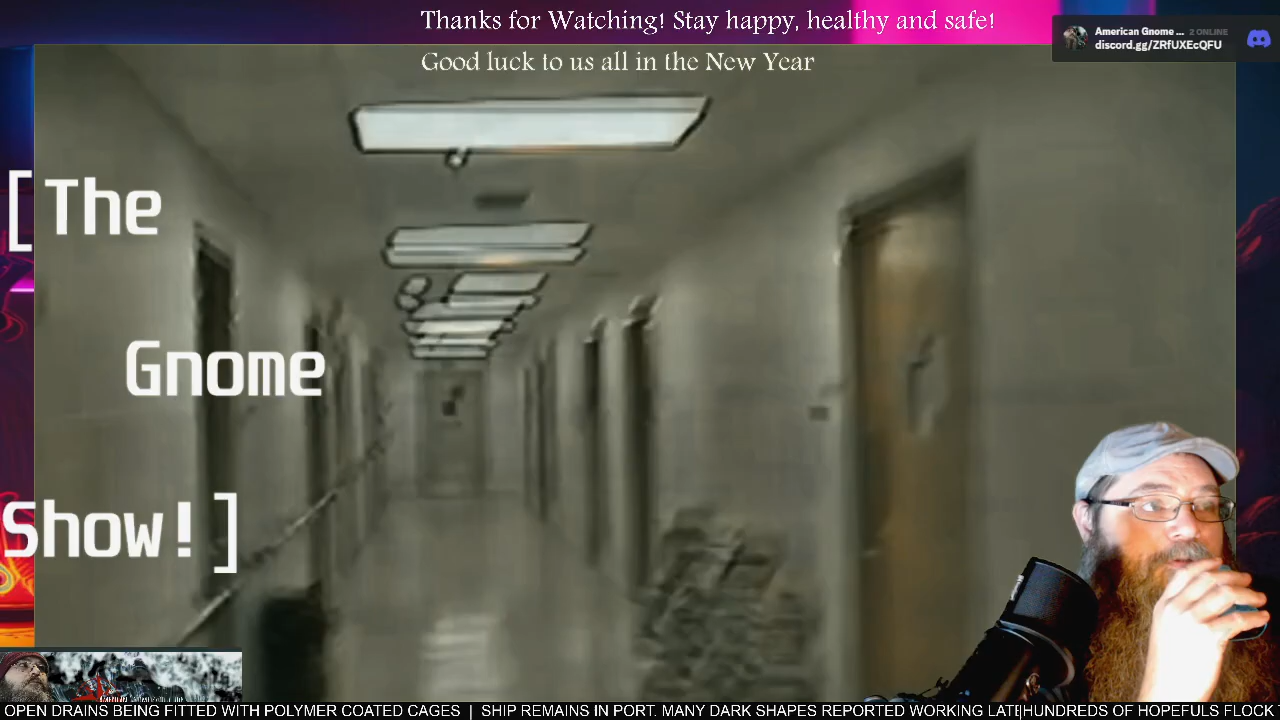 Thanks for Watching! Stay happy, healthy and safe!
American Gnome ... 2 ONLINE
discord.gg/ZRfUXEcQFU
Good luck to us all in the New Year
[The
Gnome
Show!]
OPEN DRAINS BEING FITTED WITH POLYMER COATED CAGES | SHIP REMAINS IN PORT. MANY DARK SHAPES REPORTED WORKING LATE|HUNDREDS OF HOPEFULS FLOCK